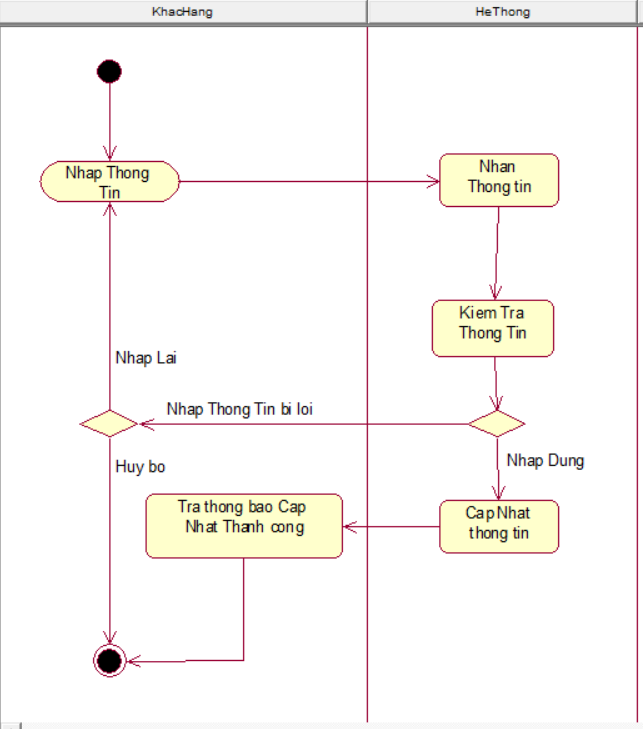 KhacHang
HeThong
Nhap Thong
Tin
Nhan
Thong tin
Kiem Tra
Thong Tin
Nhap Lai
Nhap Thong Tin bi loi
Huy bo
Nhap Dung
Tra thong bao Cap
Nhat Thanh cong
Cap Nhat
thong tin